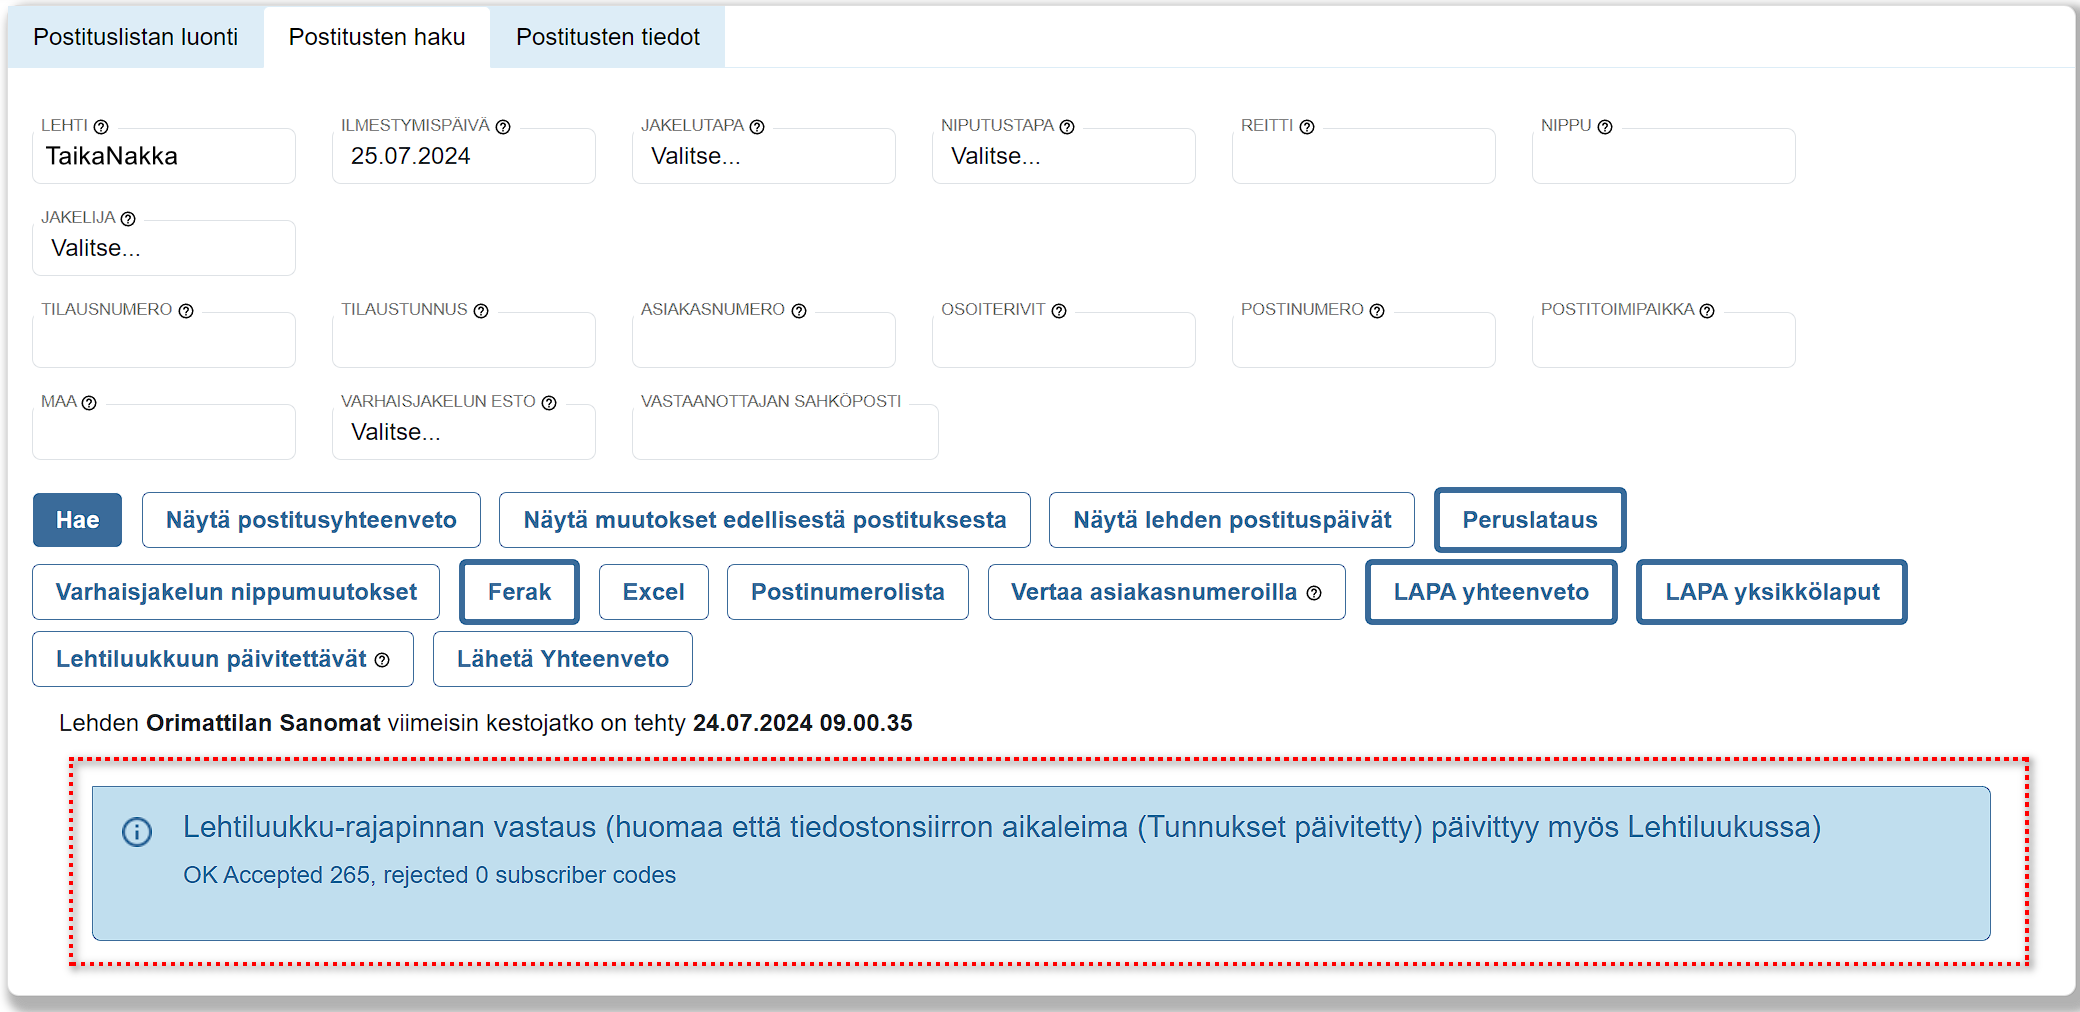 Postituslistan luonti Postitusten haku Postitusten tiedot
LEHTI ILMESTYMISPÄIVÄ JAKELUTAPA NIPUTUSTAPA REITTI NIPPU
TaikaNakka 25.07.2024 Valitse... Valitse...
JAKELIJA
Valitse...
TILAUSNUMERO TILAUSTUNNUS ASIAKASNUMERO OSOITERIVIT POSTINUMERO POSTITOIMIPAIKKA
MAA VARHAISJAKELUN ESTO VASTAANOTTAJAN SAHKÖPOSTI
Valitse...
Hae Näytä postitusyhteenveto Näytä muutokset edellisestä postituksesta Näytä lehden postituspäivät Peruslataus
Varhaisjakelun nippumuutokset Ferak Excel Postinumerolista Vertaa asiakasnumeroilla LAPA yhteenveto LAPA yksikkölaput
Lehtiluukkuun päivitettävät Lähetä Yhteenveto
Lehden Orimattilan Sanomat viimeisin kestojatko on tehty 24.07.2024 09.00.35
Lehtiluukku-rajapinnan vastaus (huomaa että tiedostonsiirron aikaleima (Tunnukset päivitetty) päivittyy myös Lehtiluukussa)
OK Accepted 265, rejected 0 subscriber codes